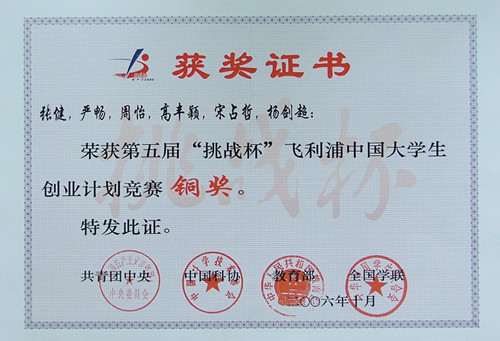 获奖证书
张健，严畅，周怡，高丰颖，宋占哲，杨剑超：
荣获第五届“挑战杯”飞利浦中国大学生
创业计划竞赛 铜奖。
特发此证。
共青团中央 中国科协 教育部 全国学联
二〇〇六年十月
挑战杯